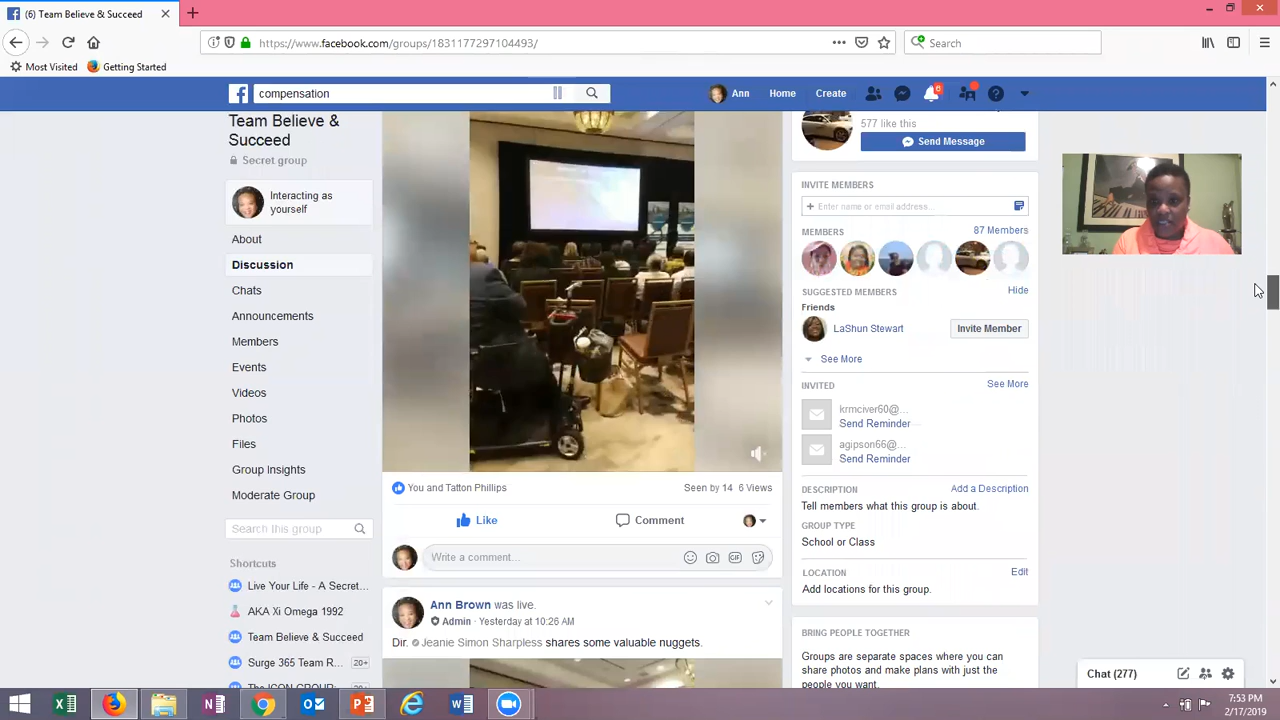 (6) Team Believe & Succeed
https://www.facebook.com/groups/1831177297104493/
Search
Most Visited
Getting Started
compensation
Ann
Home
Create
6
Team Believe &
Succeed
Secret group
Interacting as
yourself
About
Discussion
Chats
Announcements
Members
Events
Videos
Photos
Files
Group Insights
Moderate Group
Search this group
Shortcuts
Live Your Life - A Secret...
AKA Xi Omega 1992
Team Believe & Succeed
Surge 365 Team R...
20+
You and Tatton Phillips
Seen by 14 6 Views
Like
Comment
Write a comment...
GIF
Ann Brown was live.
Admin · Yesterday at 10:26 AM
Dir. Jeanie Simon Sharpless shares some valuable nuggets.
577 like this
Send Message
INVITE MEMBERS
+ Enter name or email address...
MEMBERS
87 Members
SUGGESTED MEMBERS
Hide
Friends
LaShun Stewart
Invite Member
See More
INVITED
See More
krmciver60@...
Send Reminder
agipson66@...
Send Reminder
DESCRIPTION
Add a Description
Tell members what this group is about.
GROUP TYPE
School or Class
LOCATION
Edit
Add locations for this group.
BRING PEOPLE TOGETHER
Groups are separate spaces where you can
share photos and make plans with just the
people you want.
Chat (277)
7:53 PM
2/17/2019